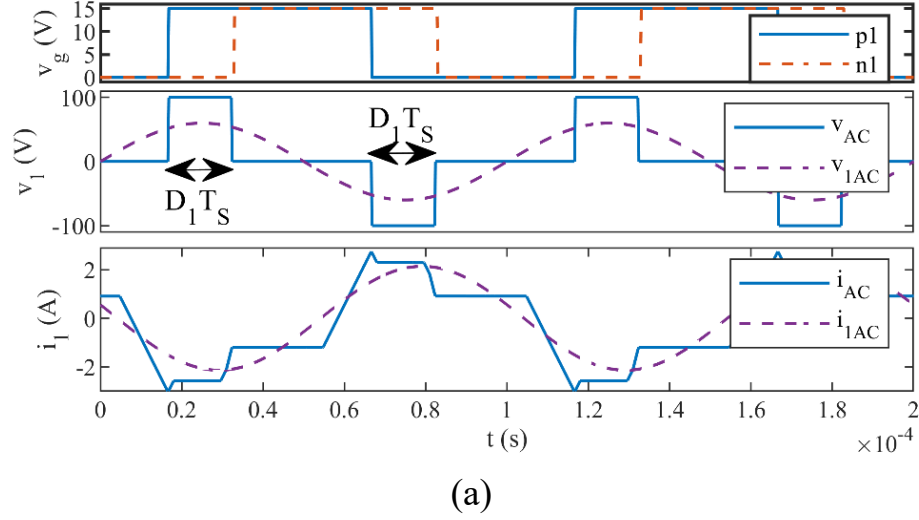 v_g (V)
15
10
5
0
p1
n1
v_1 (V)
100
0
-100
D_1T_S
D_1T_S
v_AC
v_1AC
i_1 (A)
2
0
-2
i_AC
i_1AC
0 0.2 0.4 0.6 0.8 1 1.2 1.4 1.6 1.8 2
t (s)
×10^-4
(a)